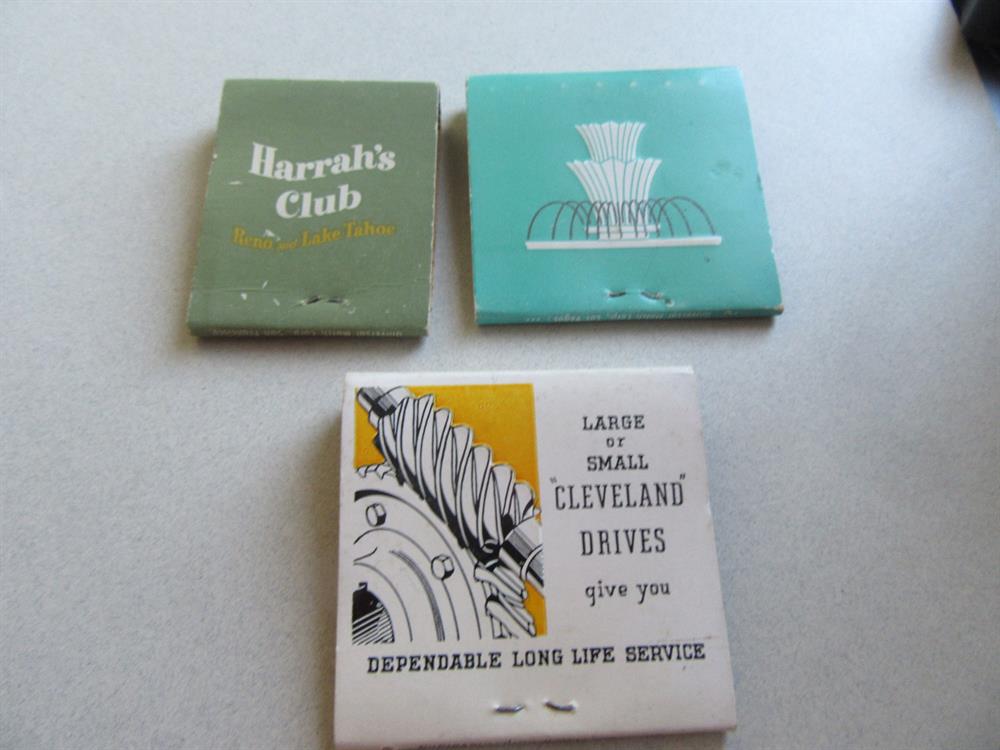 Harrah's
Club
Reno and Lake Tahoe
LARGE
or
SMALL
"CLEVELAND"
DRIVES
give you
DEPENDABLE LONG LIFE SERVICE